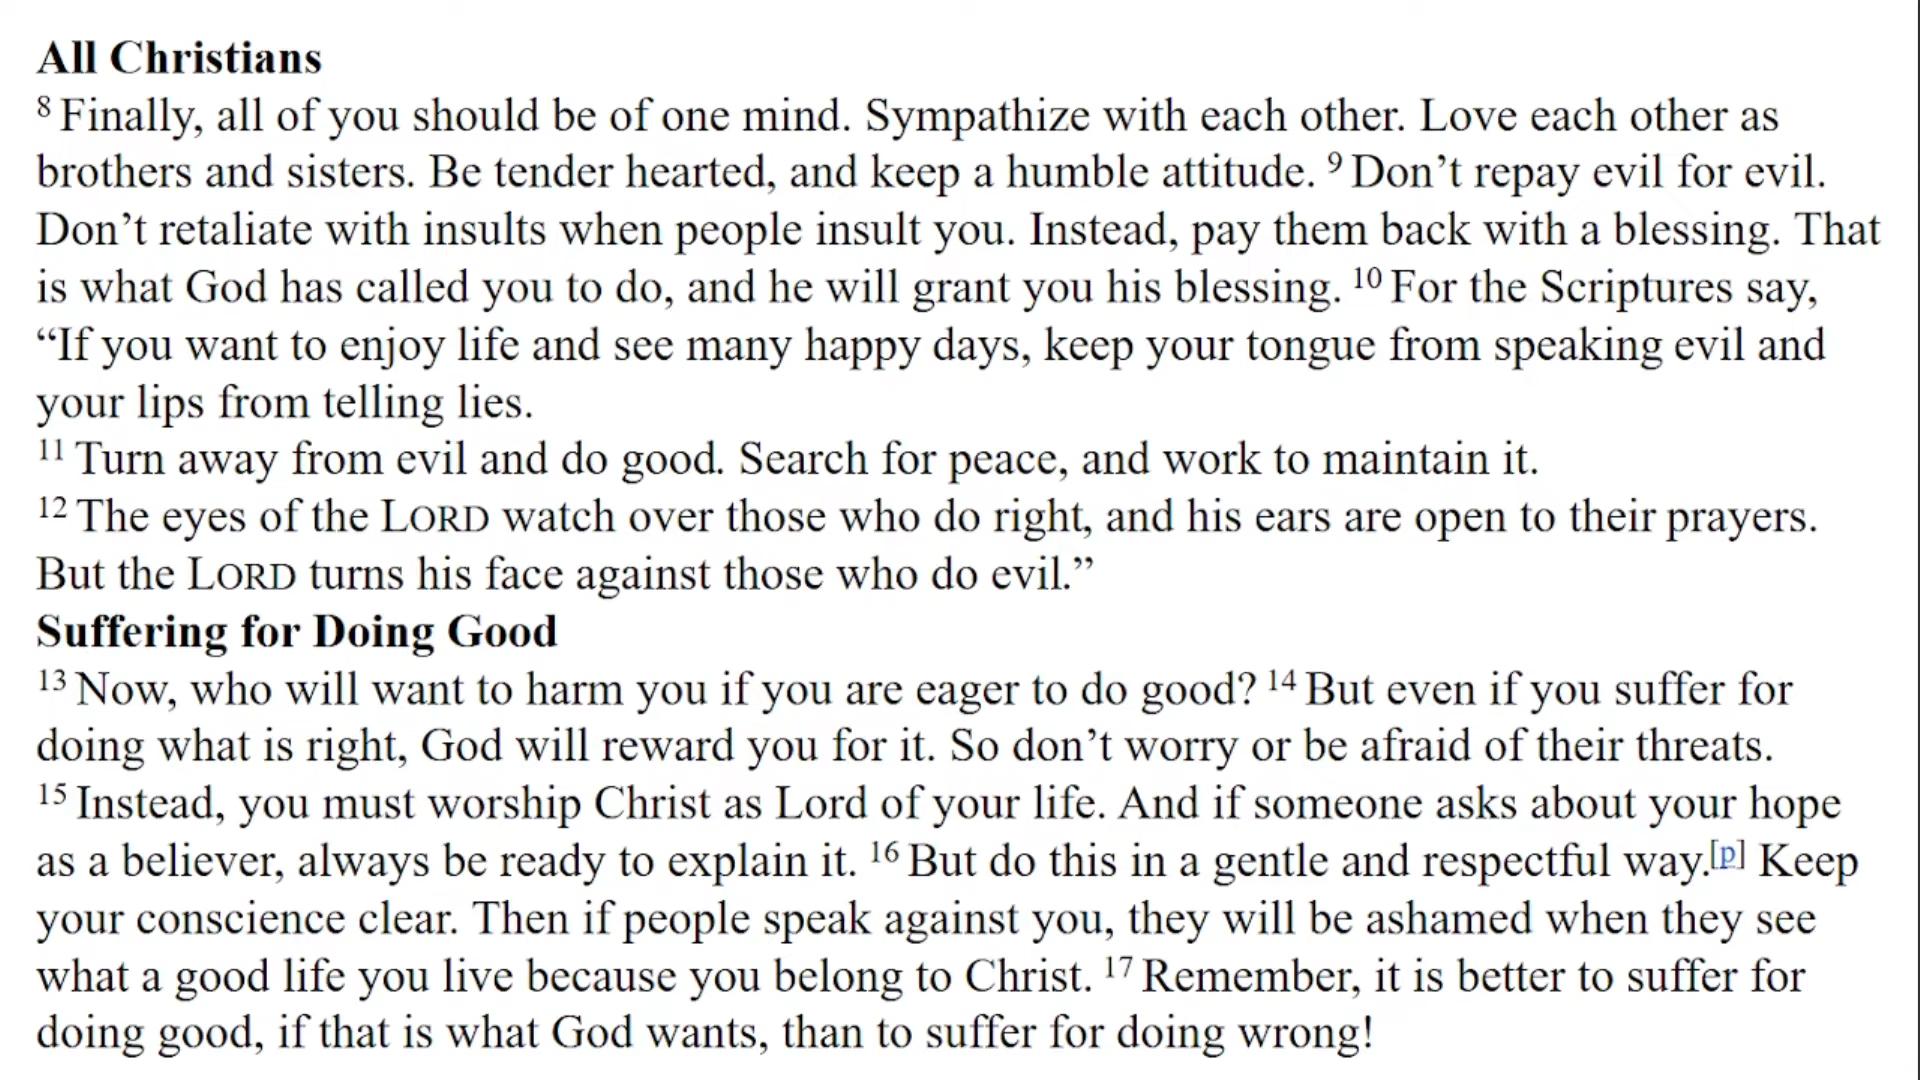 All Christians
8 Finally, all of you should be of one mind. Sympathize with each other. Love each other as
brothers and sisters. Be tender hearted, and keep a humble attitude. 9 Don’t repay evil for evil.
Don’t retaliate with insults when people insult you. Instead, pay them back with a blessing. That
is what God has called you to do, and he will grant you his blessing. 10 For the Scriptures say,
“If you want to enjoy life and see many happy days, keep your tongue from speaking evil and
your lips from telling lies.
11 Turn away from evil and do good. Search for peace, and work to maintain it.
12 The eyes of the LORD watch over those who do right, and his ears are open to their prayers.
But the LORD turns his face against those who do evil.”
Suffering for Doing Good
13 Now, who will want to harm you if you are eager to do good? 14 But even if you suffer for
doing what is right, God will reward you for it. So don’t worry or be afraid of their threats.
15 Instead, you must worship Christ as Lord of your life. And if someone asks about your hope
as a believer, always be ready to explain it. 16 But do this in a gentle and respectful way.[p] Keep
your conscience clear. Then if people speak against you, they will be ashamed when they see
what a good life you live because you belong to Christ. 17 Remember, it is better to suffer for
doing good, if that is what God wants, than to suffer for doing wrong!